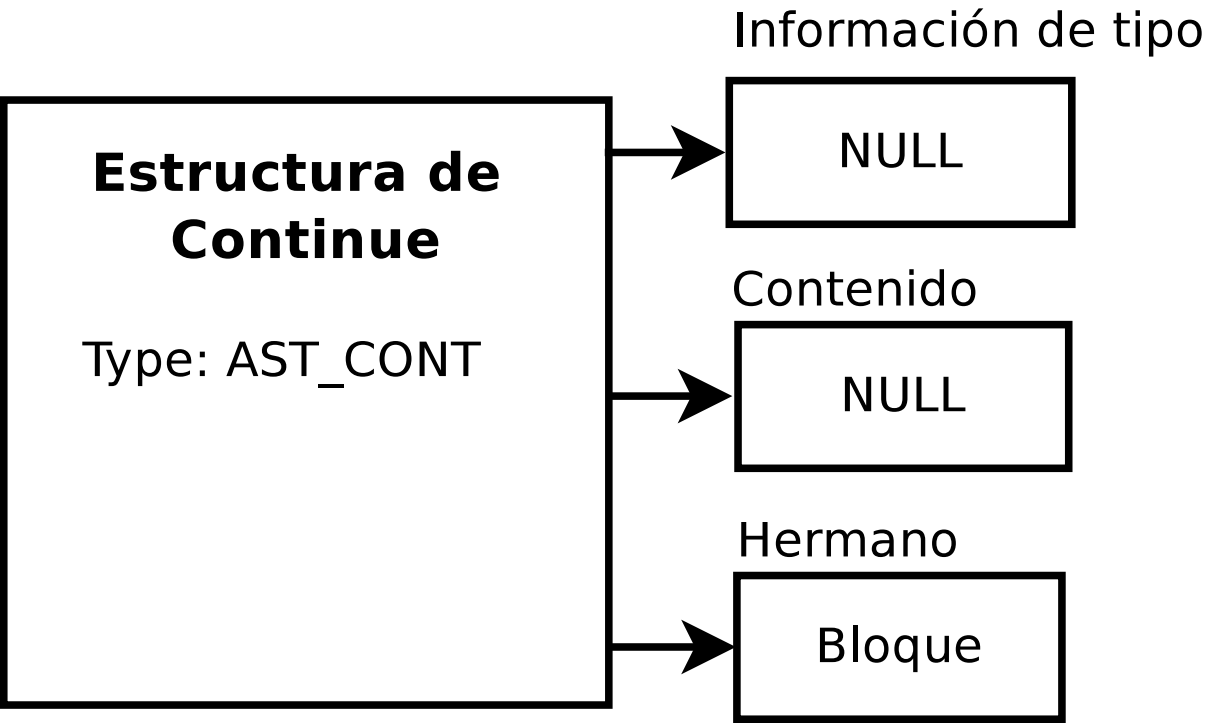 Estructura de
Continue
Type: AST_CONT
Información de tipo
NULL
Contenido
NULL
Hermano
Bloque